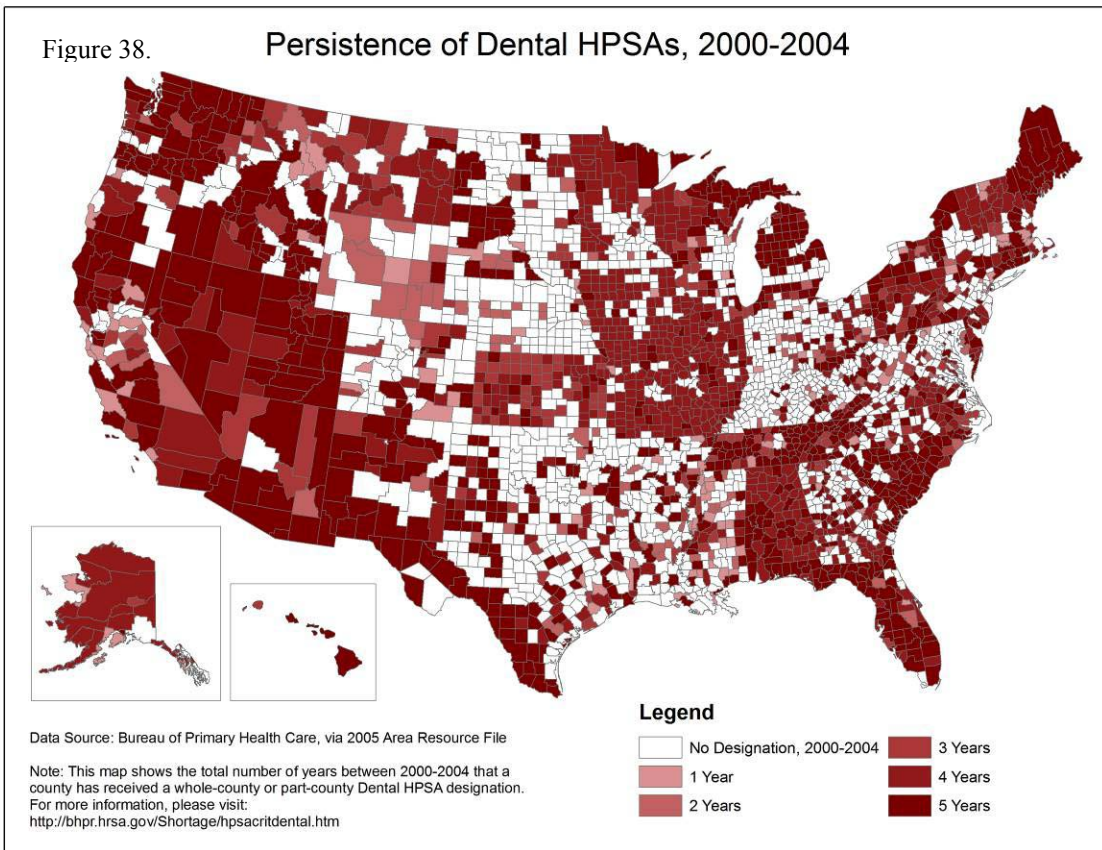 Figure 38.
Persistence of Dental HPSAs, 2000-2004
Data Source: Bureau of Primary Health Care, via 2005 Area Resource File
Note: This map shows the total number of years between 2000-2004 that a
county has received a whole-county or part-county Dental HPSA designation.
For more information, please visit:
http://bhpr.hrsa.gov/Shortage/hpsacritdental.htm
Legend
No Designation, 2000-2004
1 Year
2 Years
3 Years
4 Years
5 Years